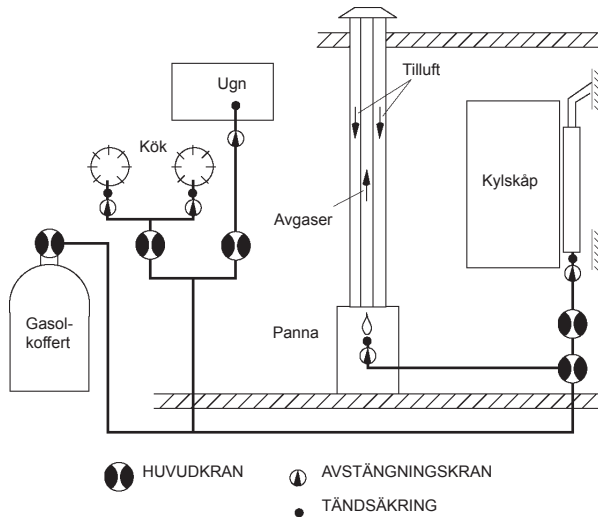 Ugn
Tilluft
Kök
Kylskåp
Avgaser
Gasol-
koffert
Panna
HUVUDKRAN
AVSTÄNGNINGSKRAN
TÄNDSÄKRING